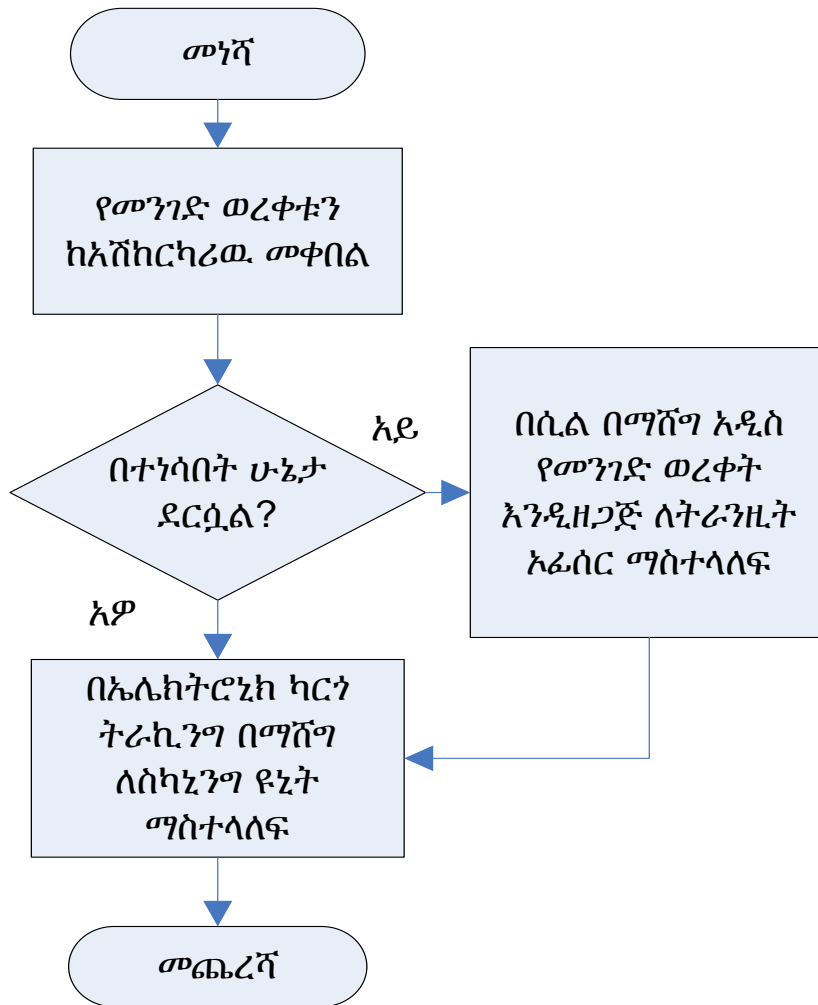 መነሻ
የመንገድ ወረቀቱን
ከአሽከርካሪዉ መቀበል
በተነሳበት ሁኔታ
ደርሷል?
አይ
በሲል በማሸግ አዲስ
የመንገድ ወረቀት
እንዲዘጋጅ ለትራንዚት
ኦፊሰር ማስተላለፍ
አዎ
በኤሌክትሮኒክ ካርጎ
ትራኪንግ በማሸግ
ለስካኒንግ ዩኒት
ማስተላለፍ
መጨረሻ